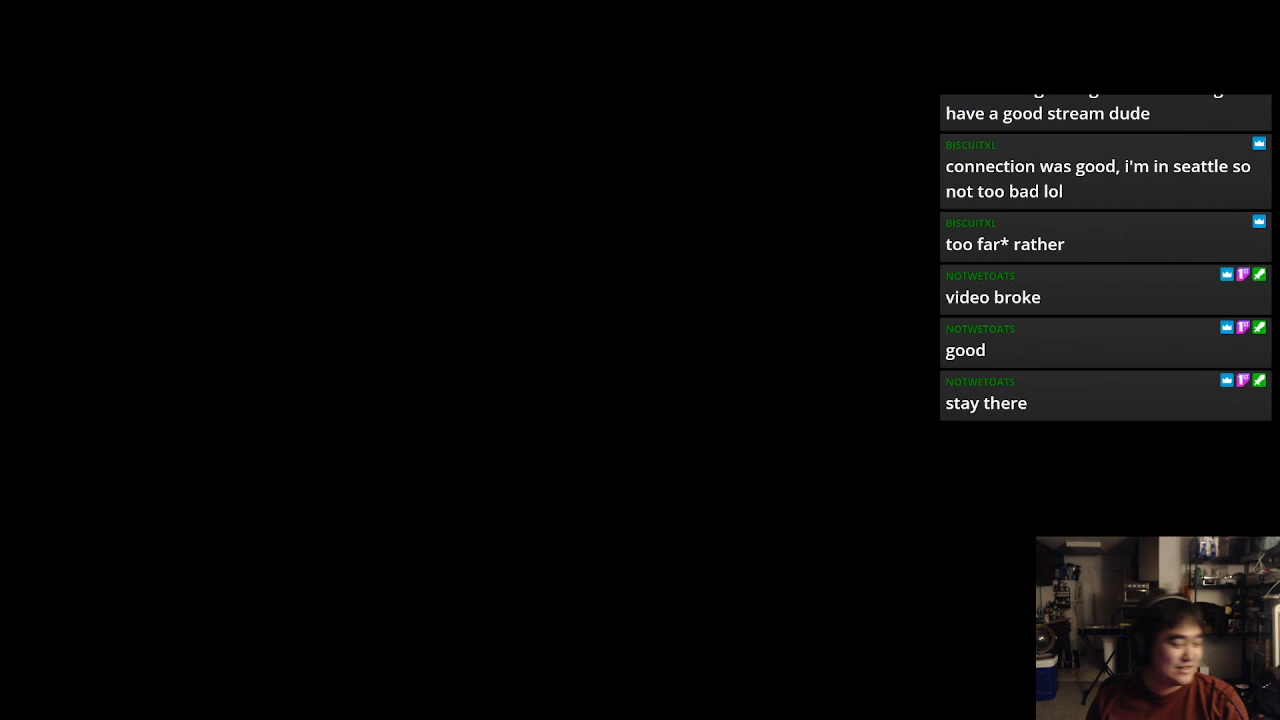 have a good stream dude
BISCUITXL
connection was good, i'm in seattle so
not too bad lol
BISCUITXL
too far* rather
NOTWETOATS
video broke
NOTWETOATS
good
NOTWETOATS
stay there